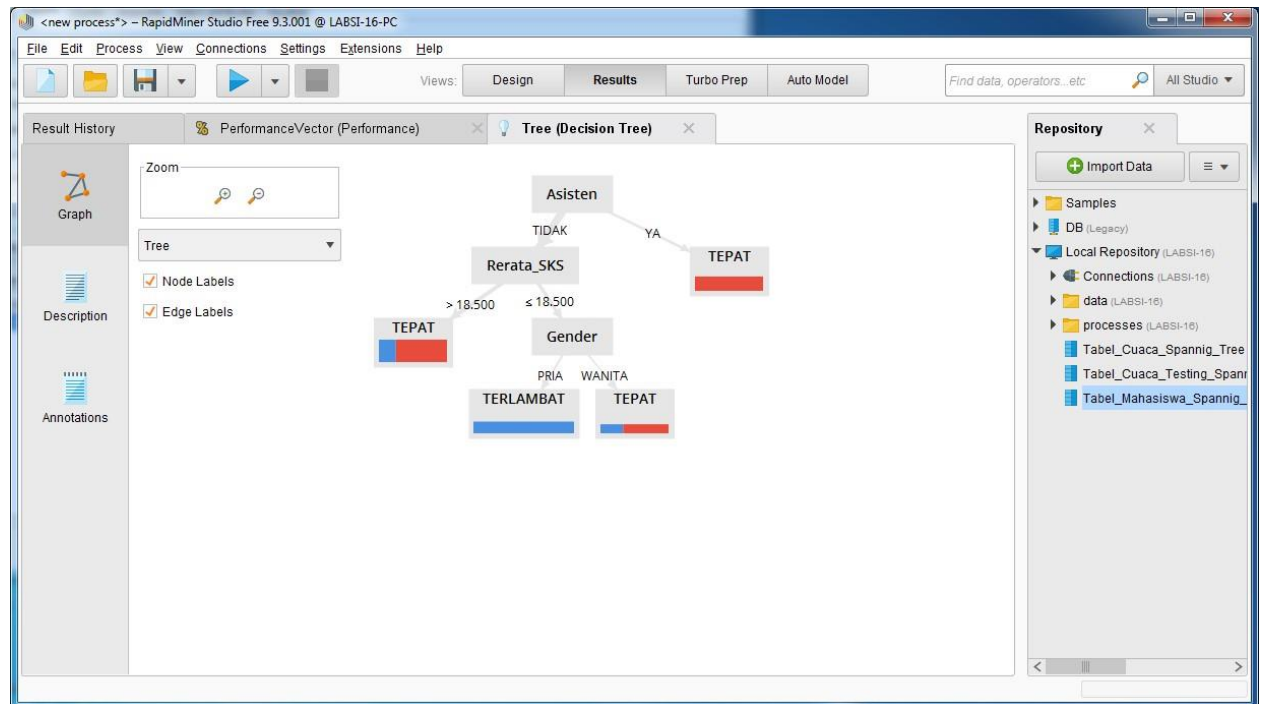 <new process*> – RapidMiner Studio Free 9.3.001 @ LABSI-16-PC
File Edit Process View Connections Settings Extensions Help
Views: Design Results Turbo Prep Auto Model Find data, operators...etc All Studio
Result History PerformanceVector (Performance) Tree (Decision Tree) Repository
Graph
Description
Annotations
Zoom
Tree
Node Labels
Edge Labels
Asisten
TIDAK YA
Rerata_SKS TEPAT
> 18.500 ≤ 18.500
TEPAT Gender
PRIA WANITA
TERLAMBAT TEPAT
Import Data
Samples
DB (Legacy)
Local Repository (LABSI-16)
Connections (LABSI-16)
data (LABSI-16)
processes (LABSI-16)
Tabel_Cuaca_Spannig_Tree
Tabel_Cuaca_Testing_Spanr
Tabel_Mahasiswa_Spannig_